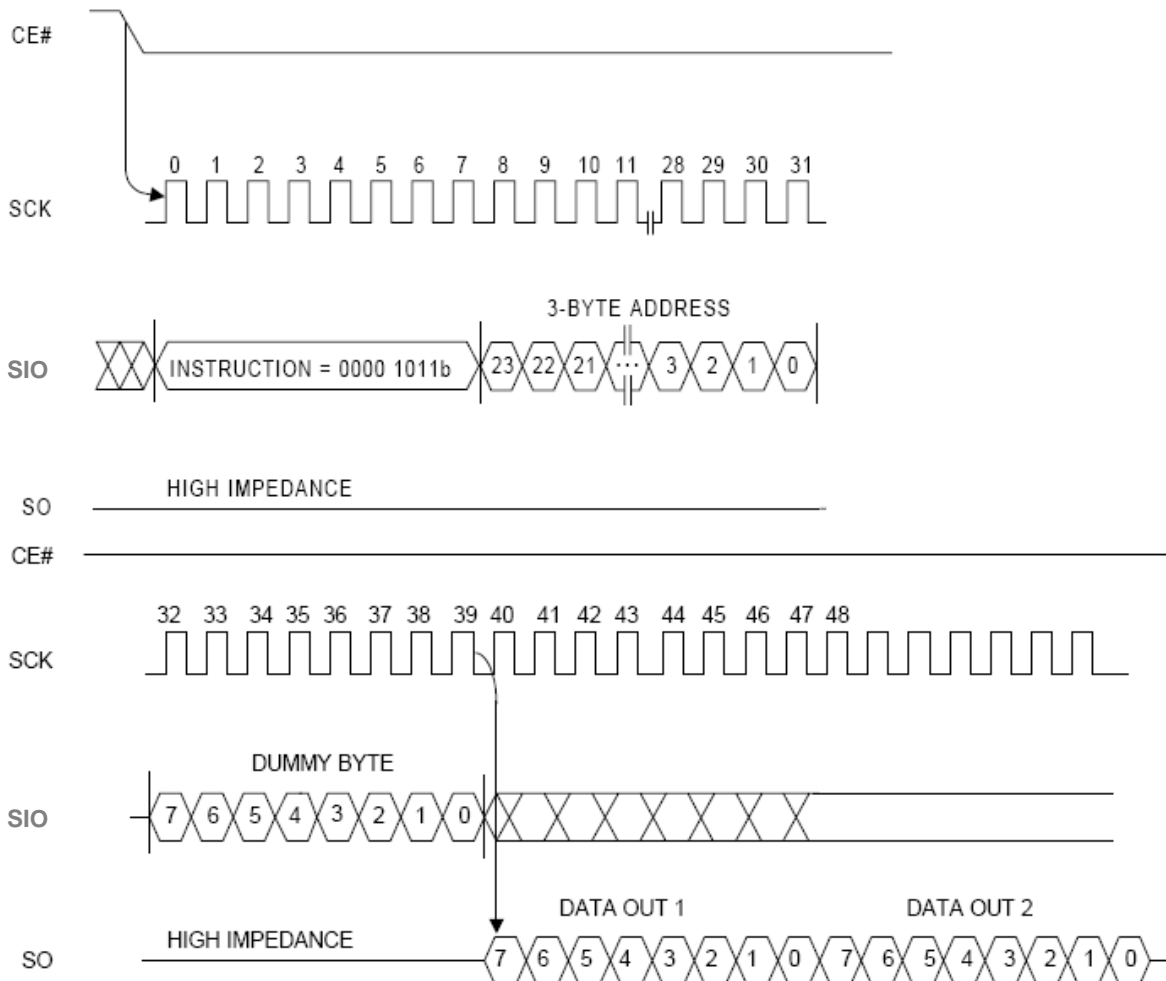 CE#
0 1 2 3 4 5 6 7 8 9 10 11 28 29 30 31
SCK
3-BYTE ADDRESS
SIO INSTRUCTION = 0000 1011b 23 22 21 ... 3 2 1 0
HIGH IMPEDANCE
SO
CE#
32 33 34 35 36 37 38 39 40 41 42 43 44 45 46 47 48
SCK
DUMMY BYTE
SIO 7 6 5 4 3 2 1 0
DATA OUT 1 DATA OUT 2
HIGH IMPEDANCE
SO 7 6 5 4 3 2 1 0 7 6 5 4 3 2 1 0